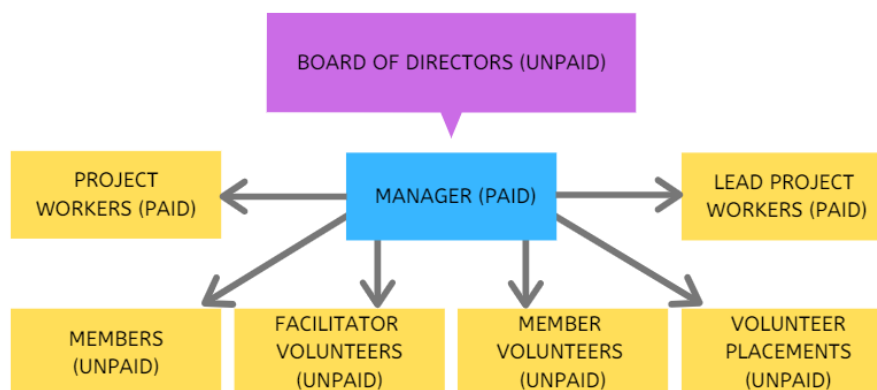 BOARD OF DIRECTORS (UNPAID)
PROJECT
WORKERS (PAID)
MANAGER (PAID)
LEAD PROJECT
WORKERS (PAID)
MEMBERS
(UNPAID)
FACILITATOR
VOLUNTEERS
(UNPAID)
MEMBER
VOLUNTEERS
(UNPAID)
VOLUNTEER
PLACEMENTS
(UNPAID)